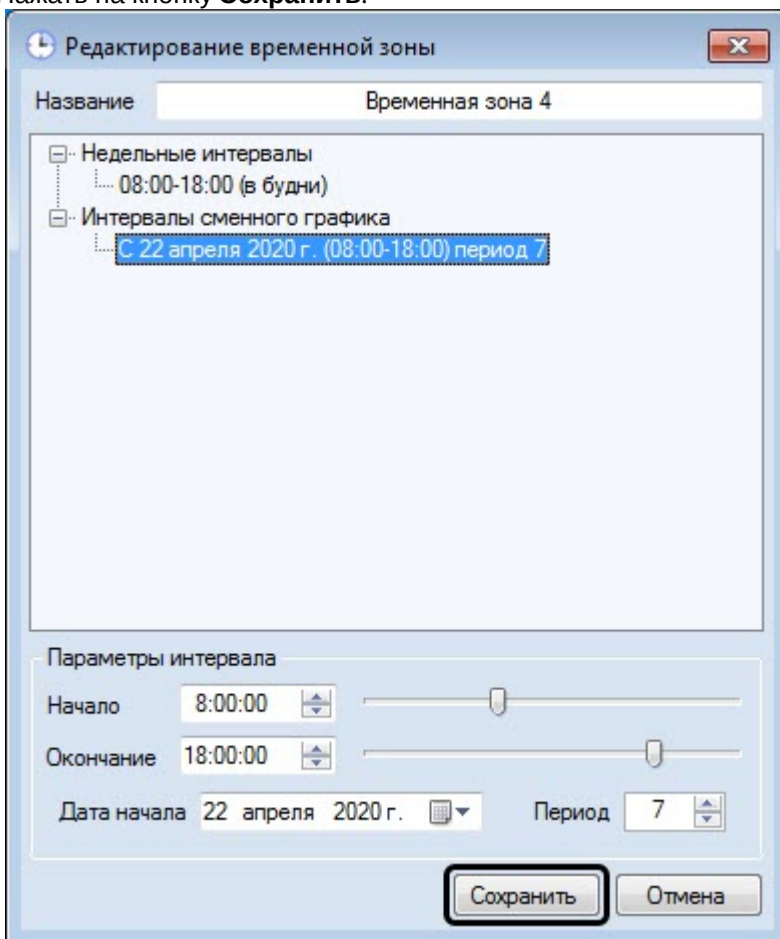 Нажать на кнопку Сохранить.
Редактирование временной зоны
Название Временная зона 4
Недельные интервалы
08:00-18:00 (в будни)
Интервалы сменного графика
С 22 апреля 2020 г. (08:00-18:00) период 7
Параметры интервала
Начало 8:00:00
Окончание 18:00:00
Дата начала 22 апреля 2020 г. Период 7
Сохранить Отмена